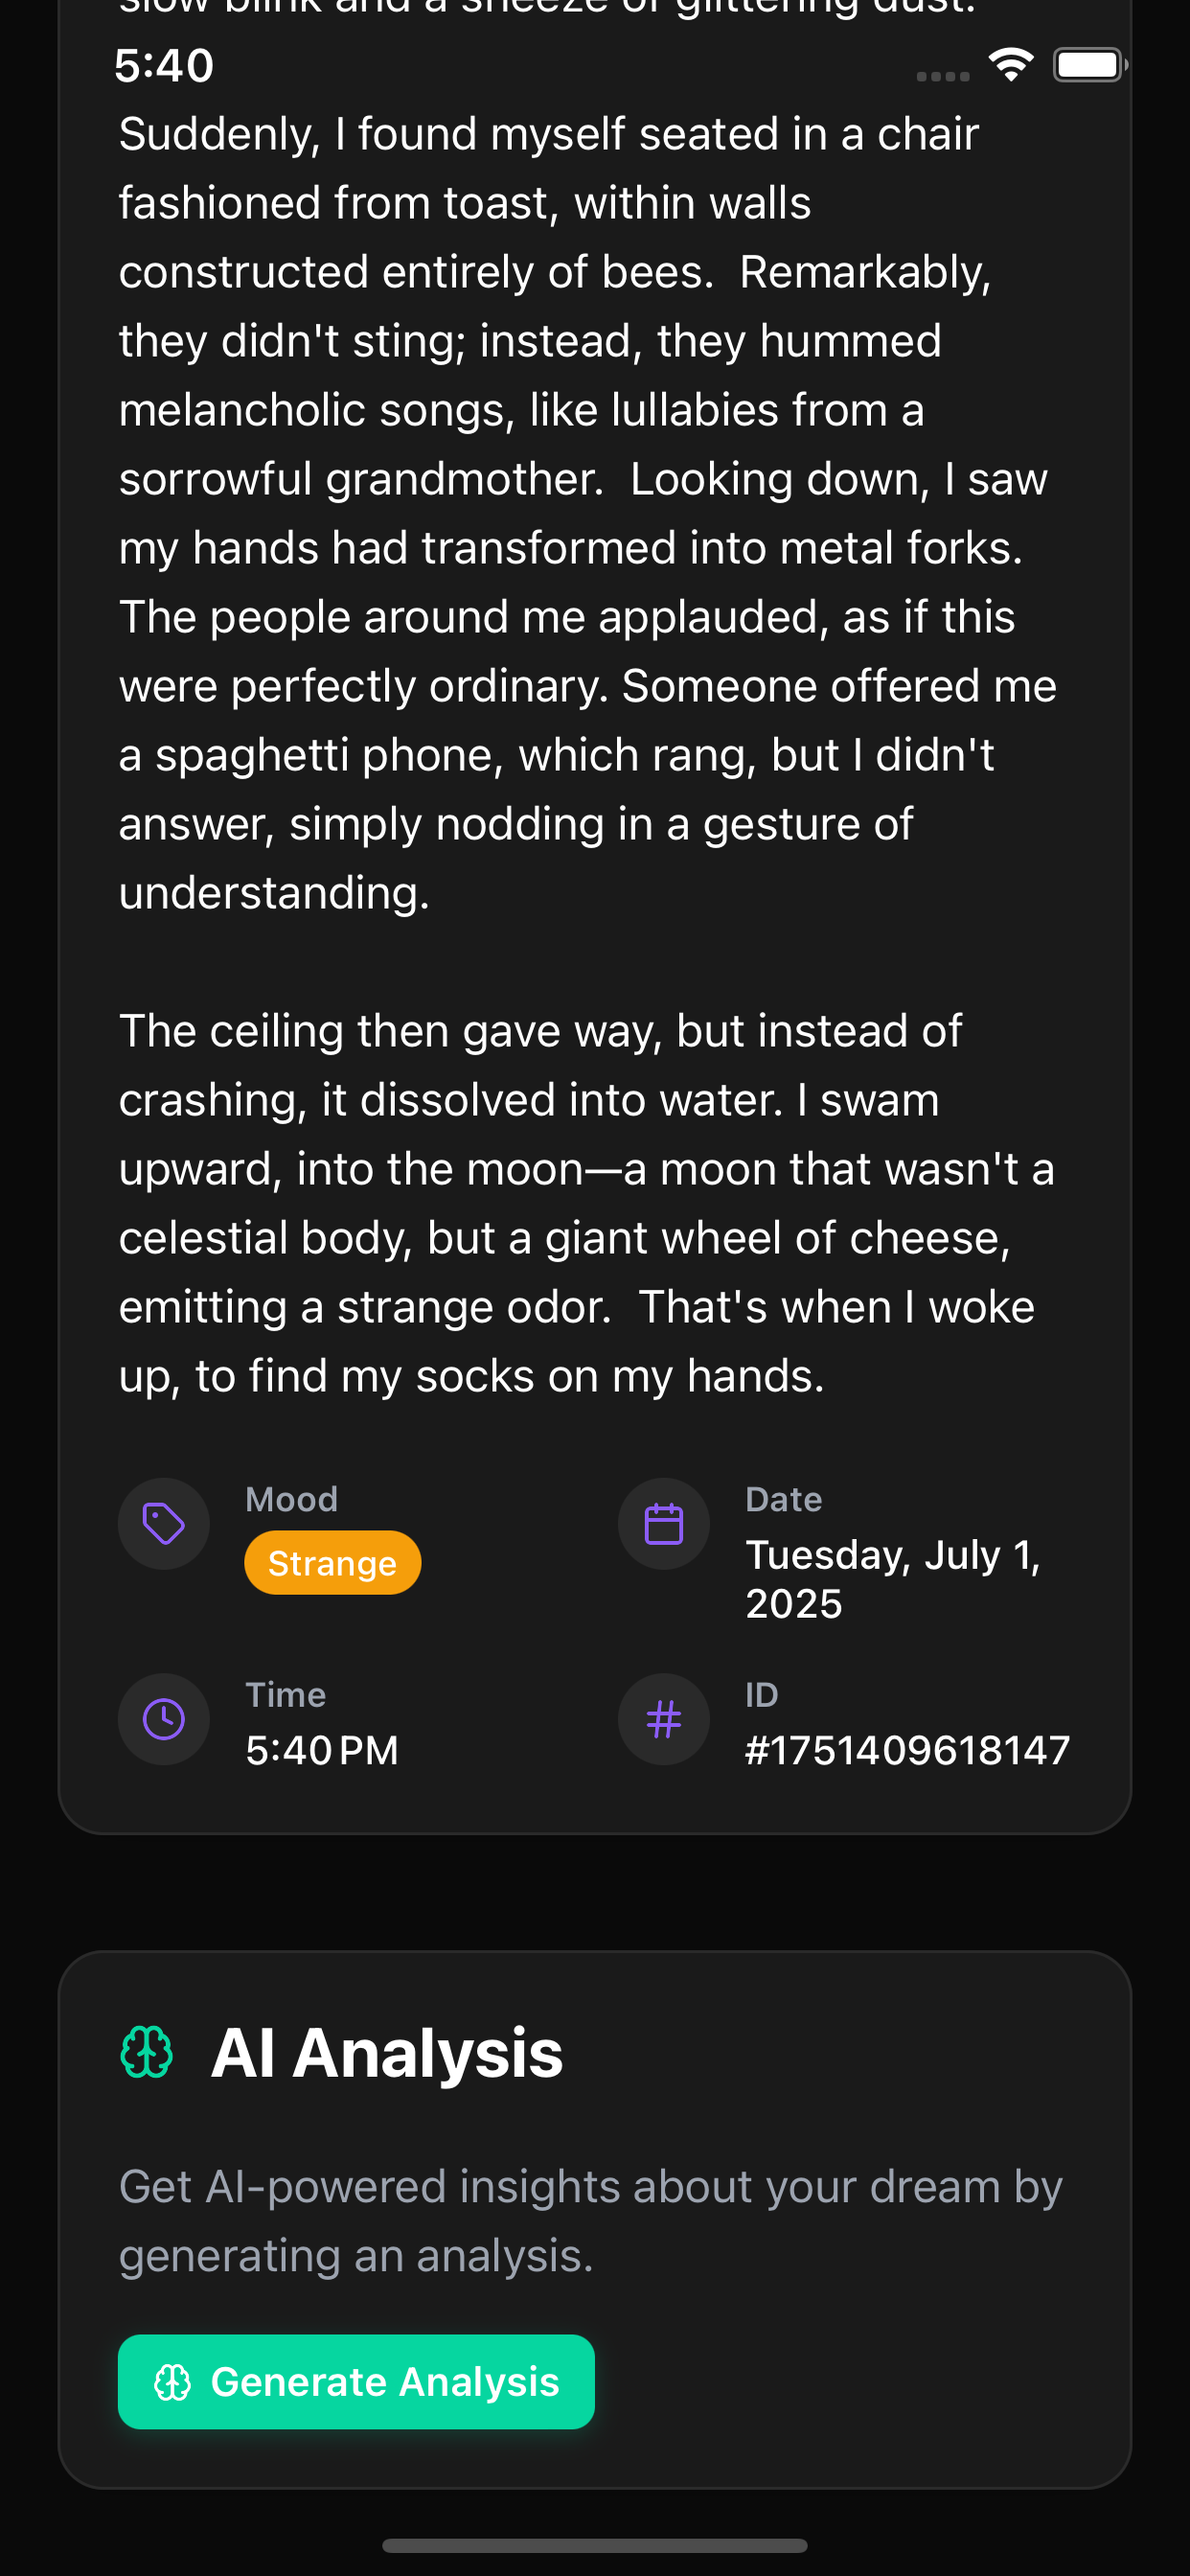 slow blink and a sneeze of glittering dust.
5:40
Suddenly, I found myself seated in a chair
fashioned from toast, within walls
constructed entirely of bees.  Remarkably,
they didn't sting; instead, they hummed
melancholic songs, like lullabies from a
sorrowful grandmother.  Looking down, I saw
my hands had transformed into metal forks.
The people around me applauded, as if this
were perfectly ordinary. Someone offered me
a spaghetti phone, which rang, but I didn't
answer, simply nodding in a gesture of
understanding.
The ceiling then gave way, but instead of
crashing, it dissolved into water. I swam
upward, into the moon—a moon that wasn't a
celestial body, but a giant wheel of cheese,
emitting a strange odor.  That's when I woke
up, to find my socks on my hands.
Mood
Strange
Date
Tuesday, July 1,
2025
Time
5:40 PM
ID
#1751409618147
AI Analysis
Get AI-powered insights about your dream by
generating an analysis.
Generate Analysis